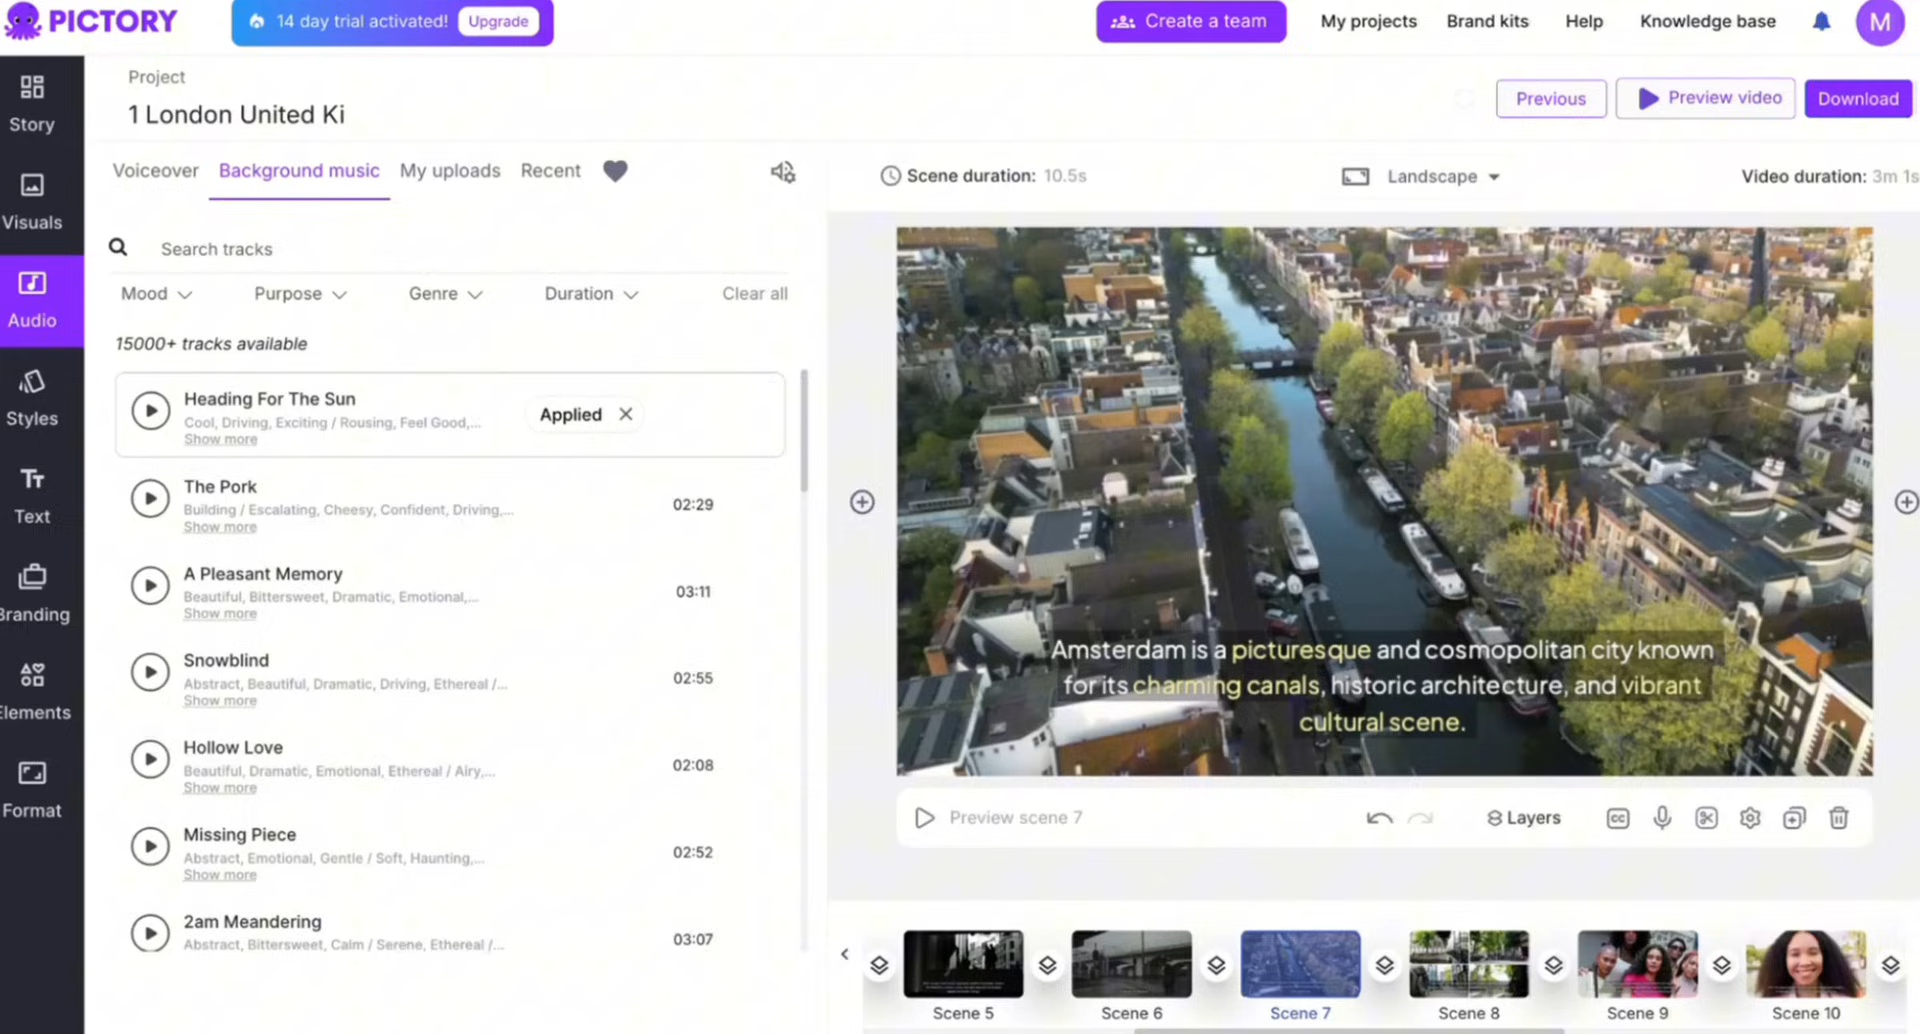 PICTORY
14 day trial activated!
Upgrade
Create a team
My projects
Brand kits
Help
Knowledge base
M
Project
1 London United Ki
Previous
Preview video
Download
Story
Visuals
Audio
Styles
Text
Branding
Elements
Format
Voiceover
Background music
My uploads
Recent
Search tracks
Mood
Purpose
Genre
Duration
Clear all
15000+ tracks available
Heading For The Sun
Cool, Driving, Exciting / Rousing, Feel Good,...
Show more
Applied
The Pork
Building / Escalating, Cheesy, Confident, Driving,...
Show more
02:29
A Pleasant Memory
Beautiful, Bittersweet, Dramatic, Emotional,...
Show more
03:11
Snowblind
Abstract, Beautiful, Dramatic, Driving, Ethereal /...
Show more
02:55
Hollow Love
Beautiful, Dramatic, Emotional, Ethereal / Airy,...
Show more
02:08
Missing Piece
Abstract, Emotional, Gentle / Soft, Haunting,...
Show more
02:52
2am Meandering
Abstract, Bittersweet, Calm / Serene, Ethereal /...
03:07
Scene duration: 10.5s
Landscape
Video duration: 3m 1s
Amsterdam is a picturesque and cosmopolitan city known
for its charming canals, historic architecture, and vibrant
cultural scene.
Preview scene 7
Layers
CC
Scene 5
Scene 6
Scene 7
Scene 8
Scene 9
Scene 10